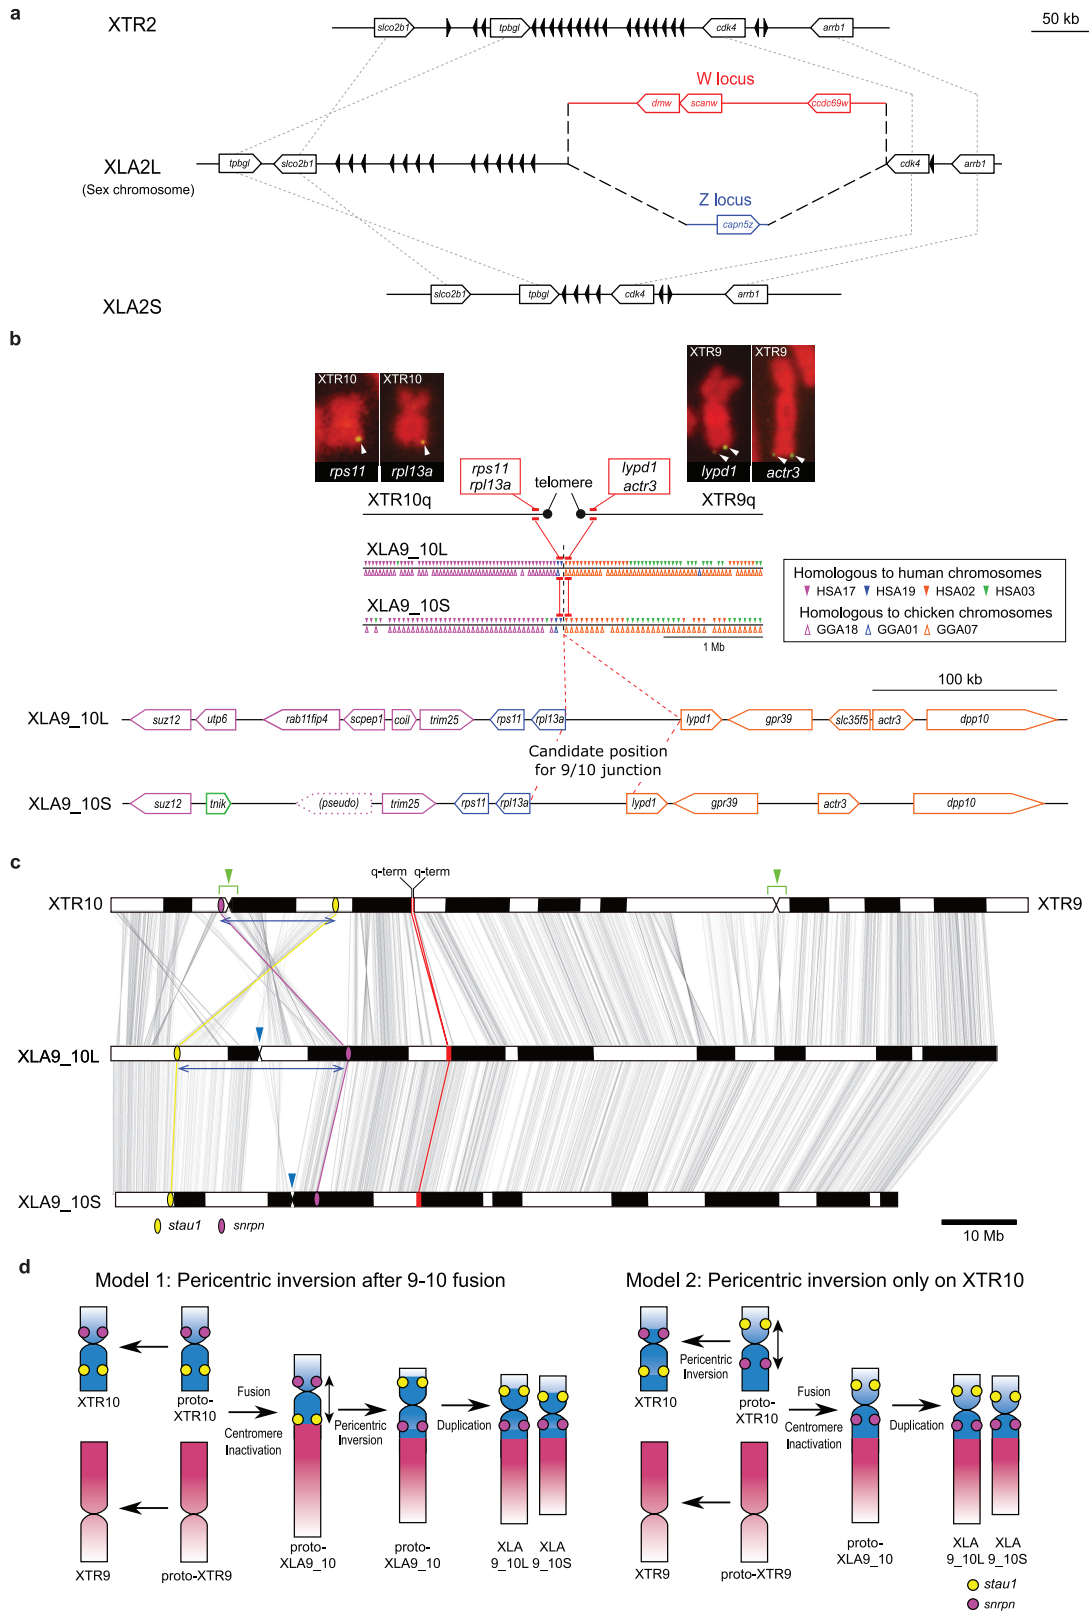 a
XTR2
slco2b1
tpbgl
cdk4
arrb1
50 kb
W locus
dmw
scanw
ccdc69w
XLA2L
(Sex chromosome)
tpbgl
slco2b1
cdk4
arrb1
Z locus
capn5z
XLA2S
slco2b1
tpbgl
cdk4
arrb1
b
XTR10
XTR10
rps11
rpl13a
XTR9
XTR9
lypd1
actr3
rps11
rpl13a
telomere
lypd1
actr3
XTR10q
XTR9q
XLA9_10L
XLA9_10S
1 Mb
Homologous to human chromosomes
HSA17
HSA19
HSA02
HSA03
Homologous to chicken chromosomes
GGA18
GGA01
GGA07
100 kb
XLA9_10L
suz12
utp6
rab11fip4
scpep1
coil
trim25
rps11
rpl13a
lypd1
gpr39
slc35f5
actr3
dpp10
Candidate position
for 9/10 junction
XLA9_10S
suz12
tnik
(pseudo)
trim25
rps11
rpl13a
lypd1
gpr39
actr3
dpp10
c
q-term
q-term
XTR10
XTR9
XLA9_10L
XLA9_10S
stau1
snrpn
10 Mb
d
Model 1: Pericentric inversion after 9-10 fusion
XTR10
proto-
XTR10
Fusion
Centromere
Inactivation
Pericentric
Inversion
Duplication
XTR9
proto-XTR9
proto-
XLA9_10
proto-
XLA9_10
XLA
9_10L
XLA
9_10S
Model 2: Pericentric inversion only on XTR10
XTR10
Pericentric
Inversion
proto-
XTR10
Fusion
Centromere
Inactivation
Duplication
XTR9
proto-XTR9
proto-
XLA9_10
XLA
9_10L
XLA
9_10S
stau1
snrpn